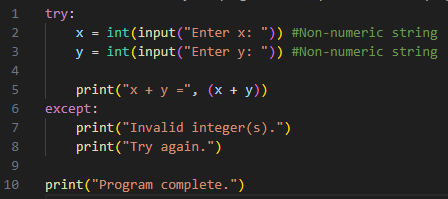 1 try:
2     x = int(input("Enter x: ")) #Non-numeric string
3     y = int(input("Enter y: ")) #Non-numeric string
4
5     print("x + y =", (x + y))
6 except:
7     print("Invalid integer(s).")
8     print("Try again.")
9
10 print("Program complete.")